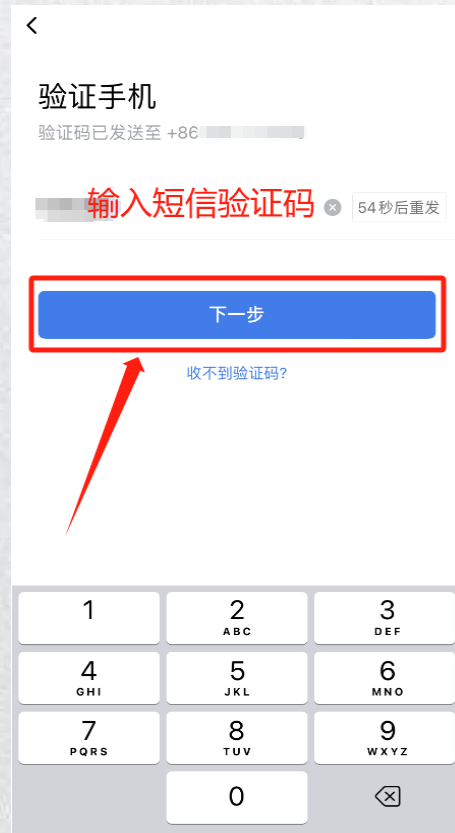 验证手机
验证码已发送至 +86
输入短信验证码
54秒后重发
下一步
收不到验证码?
1
2
ABC
3
DEF
4
GHI
5
JKL
6
MNO
7
PQRS
8
TUV
9
WXYZ
0